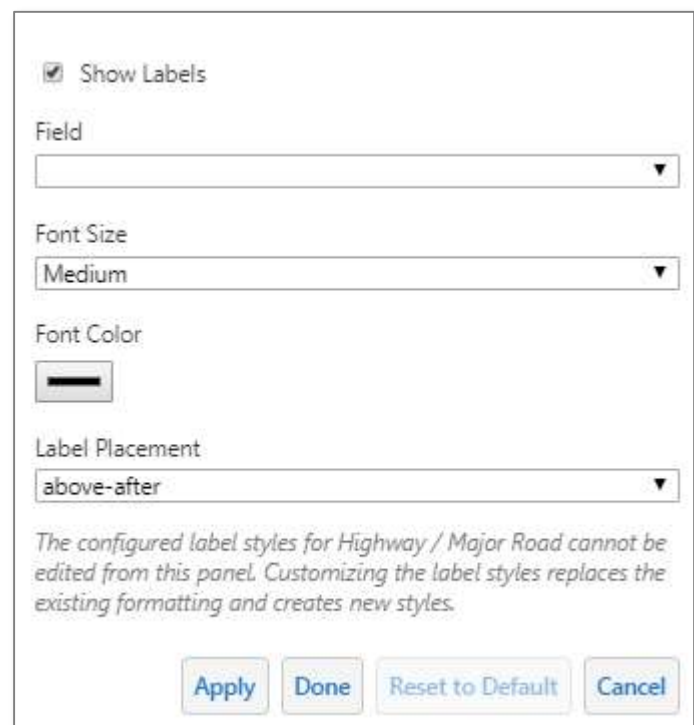 Show Labels
Field
Font Size
Medium
Font Color
Label Placement
above-after
The configured label styles for Highway / Major Road cannot be
edited from this panel. Customizing the label styles replaces the
existing formatting and creates new styles.
Apply Done Reset to Default Cancel